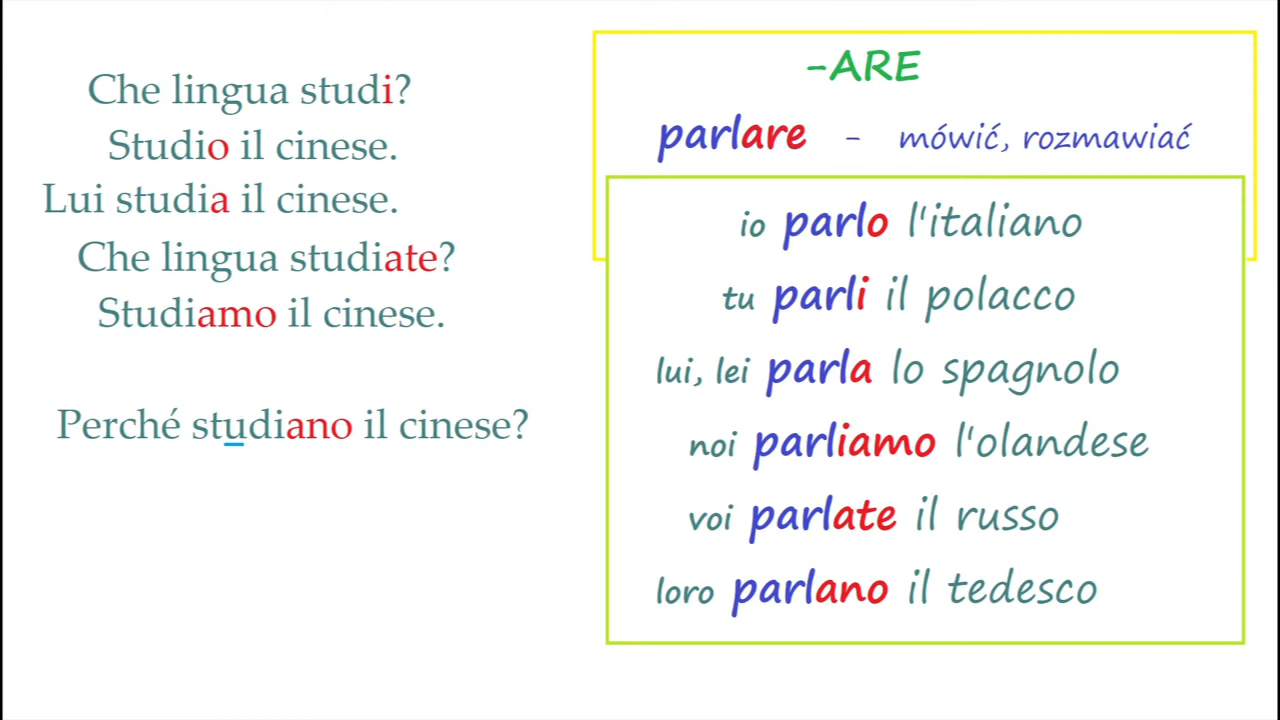 Che lingua studi?
Studio il cinese.
Lui studia il cinese.
Che lingua studiate?
Studiamo il cinese.
Perché studiano il cinese?
-ARE
parlare - mówić, rozmawiać
io parlo l'italiano
tu parli il polacco
lui, lei parla lo spagnolo
noi parliamo l'olandese
voi parlate il russo
loro parlano il tedesco